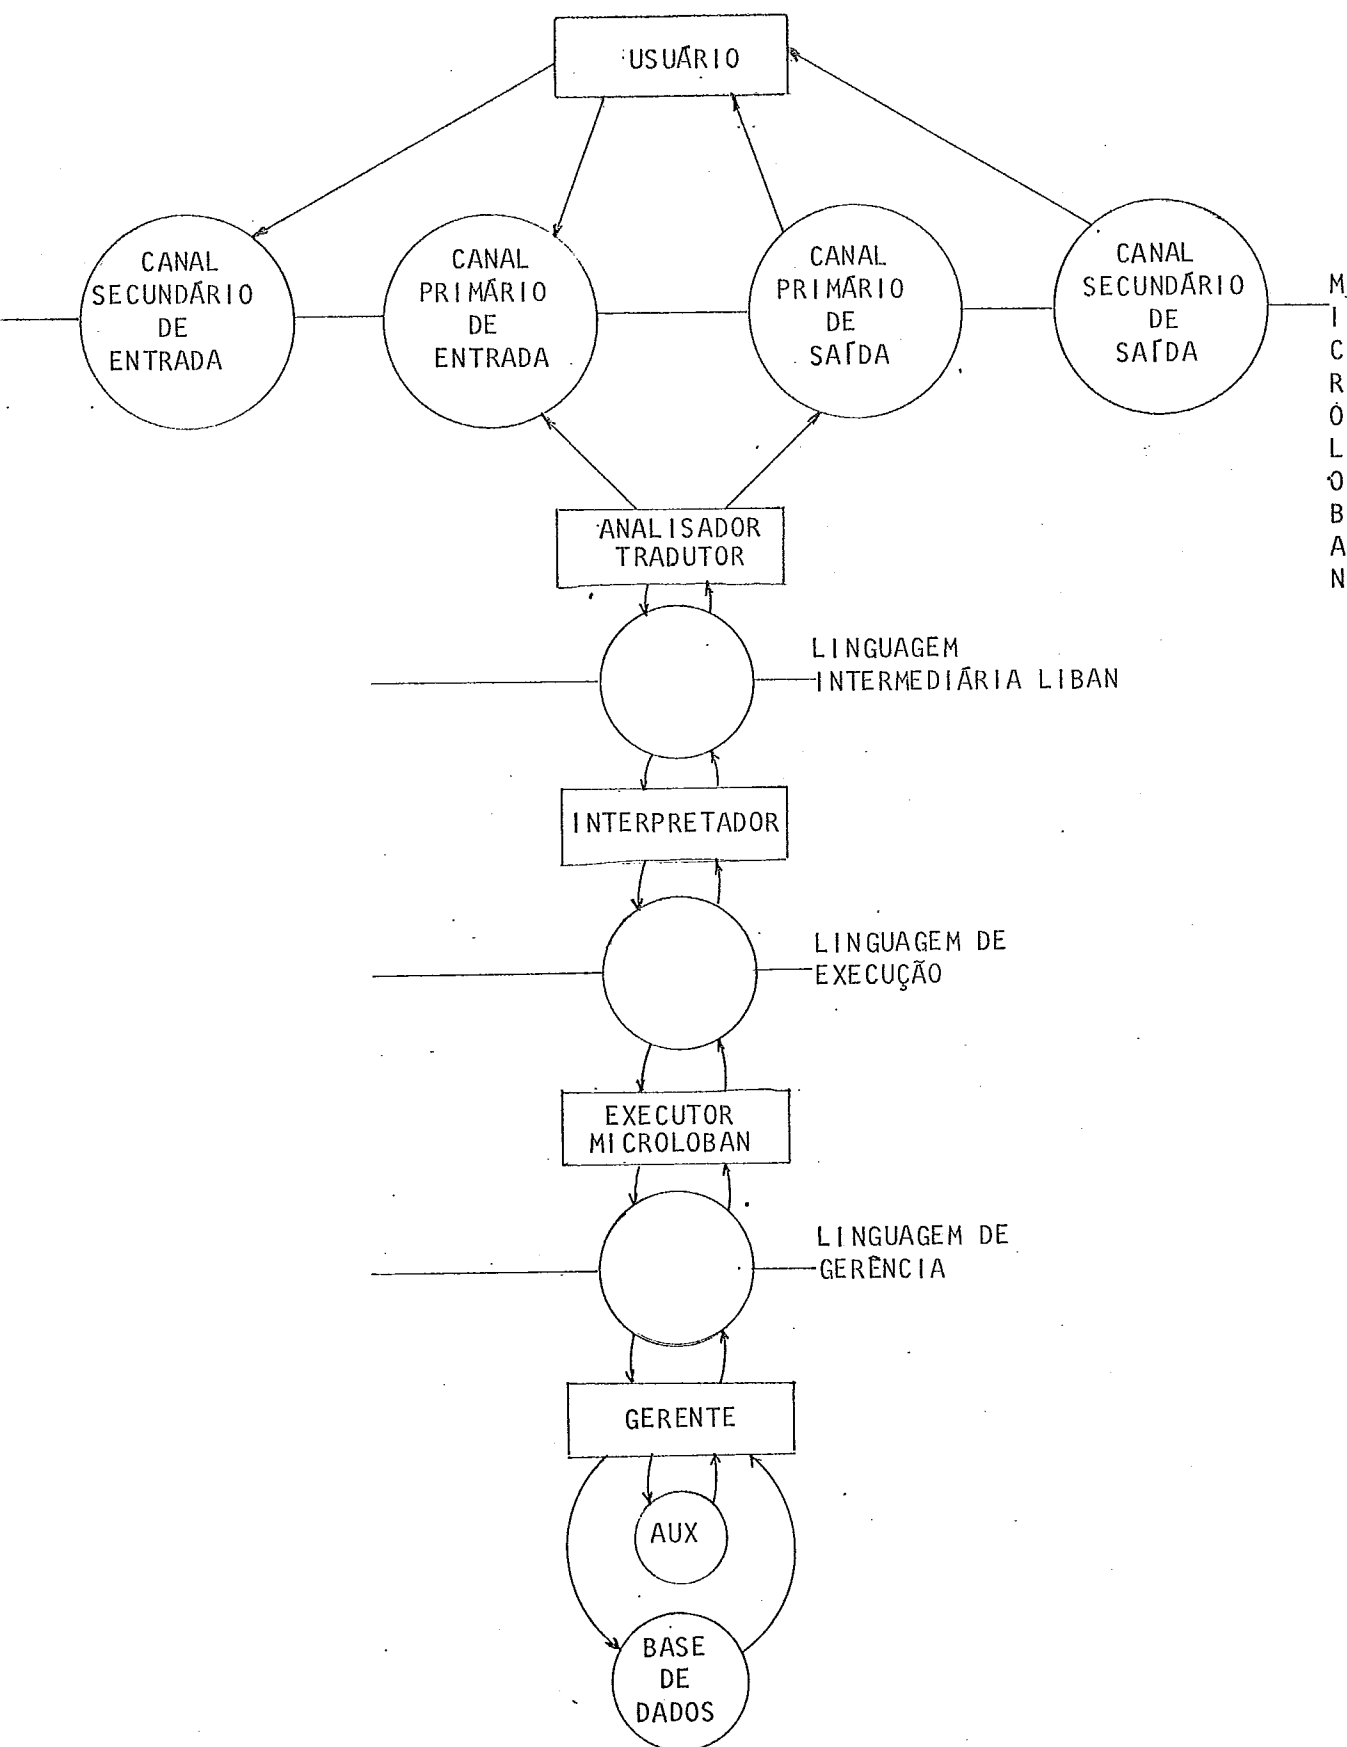 USUÁRIO
CANAL
SECUNDÁRIO
DE
ENTRADA
CANAL
PRIMÁRIO
DE
ENTRADA
CANAL
PRIMÁRIO
DE
SAÍDA
CANAL
SECUNDÁRIO
DE
SAÍDA
M
I
C
R
O
L
O
B
A
N
ANALISADOR
TRADUTOR
LINGUAGEM
INTERMEDIÁRIA LIBAN
INTERPRETADOR
LINGUAGEM DE
EXECUÇÃO
EXECUTOR
MICROLOBAN
LINGUAGEM DE
GERÊNCIA
GERENTE
AUX
BASE
DE
DADOS